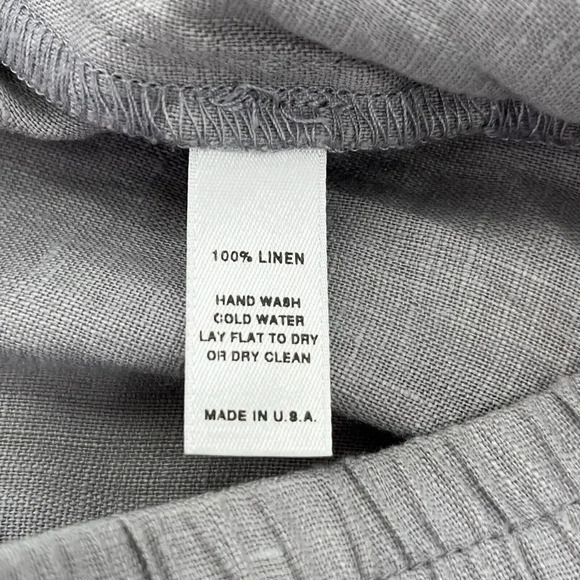 100% LINEN
HAND WASH
COLD WATER
LAY FLAT TO DRY
OR DRY CLEAN
MADE IN U.S.A.